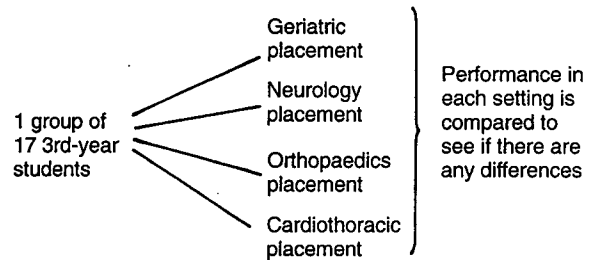 1 group of
17 3rd-year
students
Geriatric
placement
Neurology
placement
Orthopaedics
placement
Cardiothoracic
placement
Performance in
each setting is
compared to
see if there are
any differences